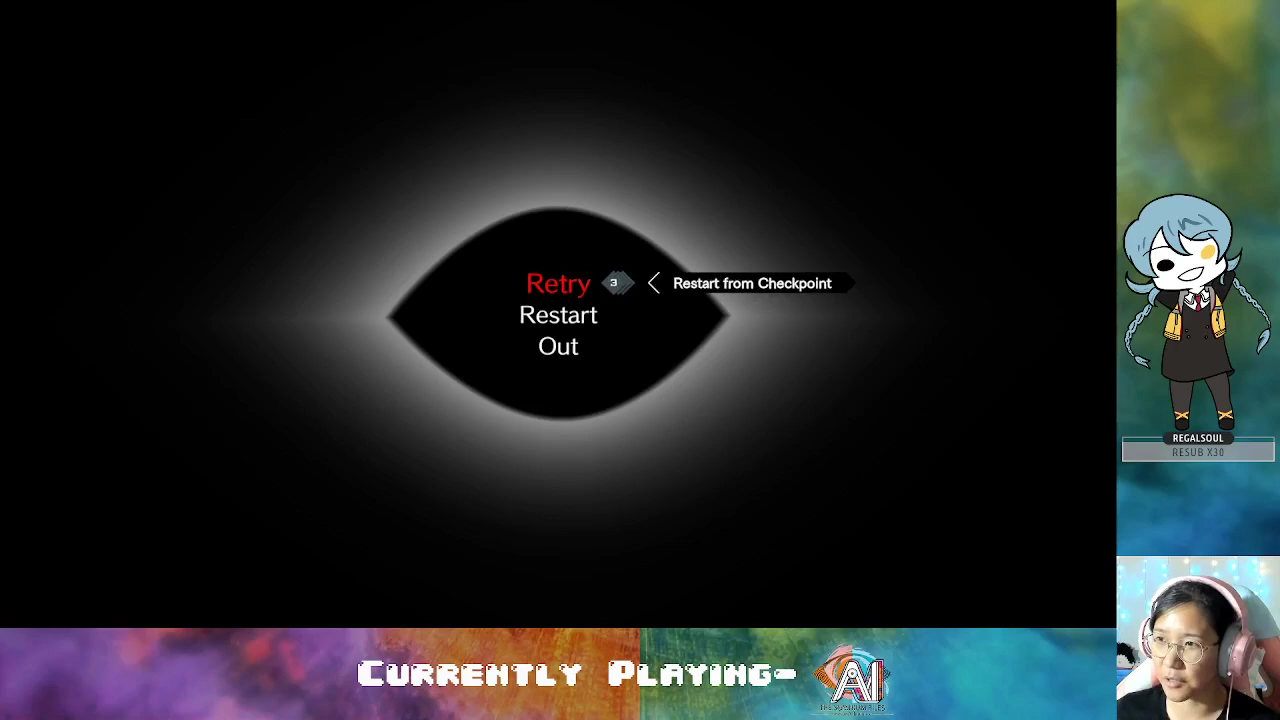 Retry
3
Restart from Checkpoint
Restart
Out
REGALSOUL
RESUB X30
Currently Playing-
AI